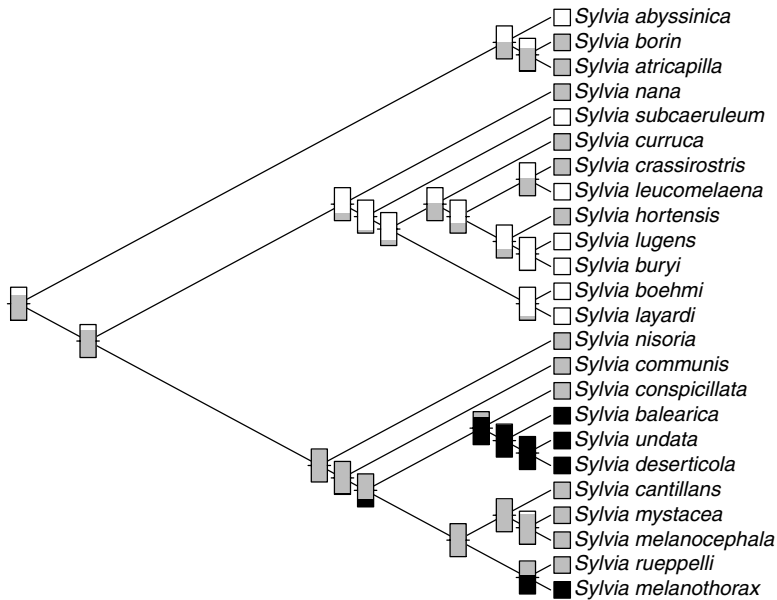 Sylvia abyssinica
Sylvia borin
Sylvia atricapilla
Sylvia nana
Sylvia subcaeruleum
Sylvia curruca
Sylvia crassirostris
Sylvia leucomelaena
Sylvia hortensis
Sylvia lugens
Sylvia buryi
Sylvia boehmi
Sylvia layardi
Sylvia nisoria
Sylvia communis
Sylvia conspicillata
Sylvia balearica
Sylvia undata
Sylvia deserticola
Sylvia cantillans
Sylvia mystacea
Sylvia melanocephala
Sylvia rueppelli
Sylvia melanothorax